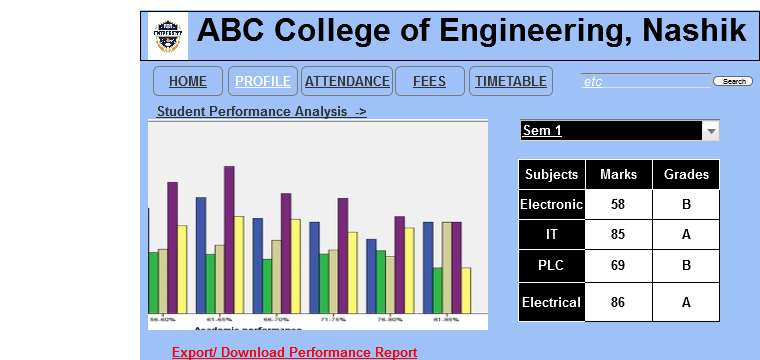 ABC College of Engineering, Nashik
UNIVERSITY
HOME PROFILE ATTENDANCE FEES TIMETABLE etc Search
Student Performance Analysis ->
Sem 1
Subjects Marks Grades
Electronic 58 B
IT 85 A
PLC 69 B
Electrical 86 A
56-60% 61-65% 66-70% 71-75% 76-80% 81-85%
Academic performance
Export/ Download Performance Report